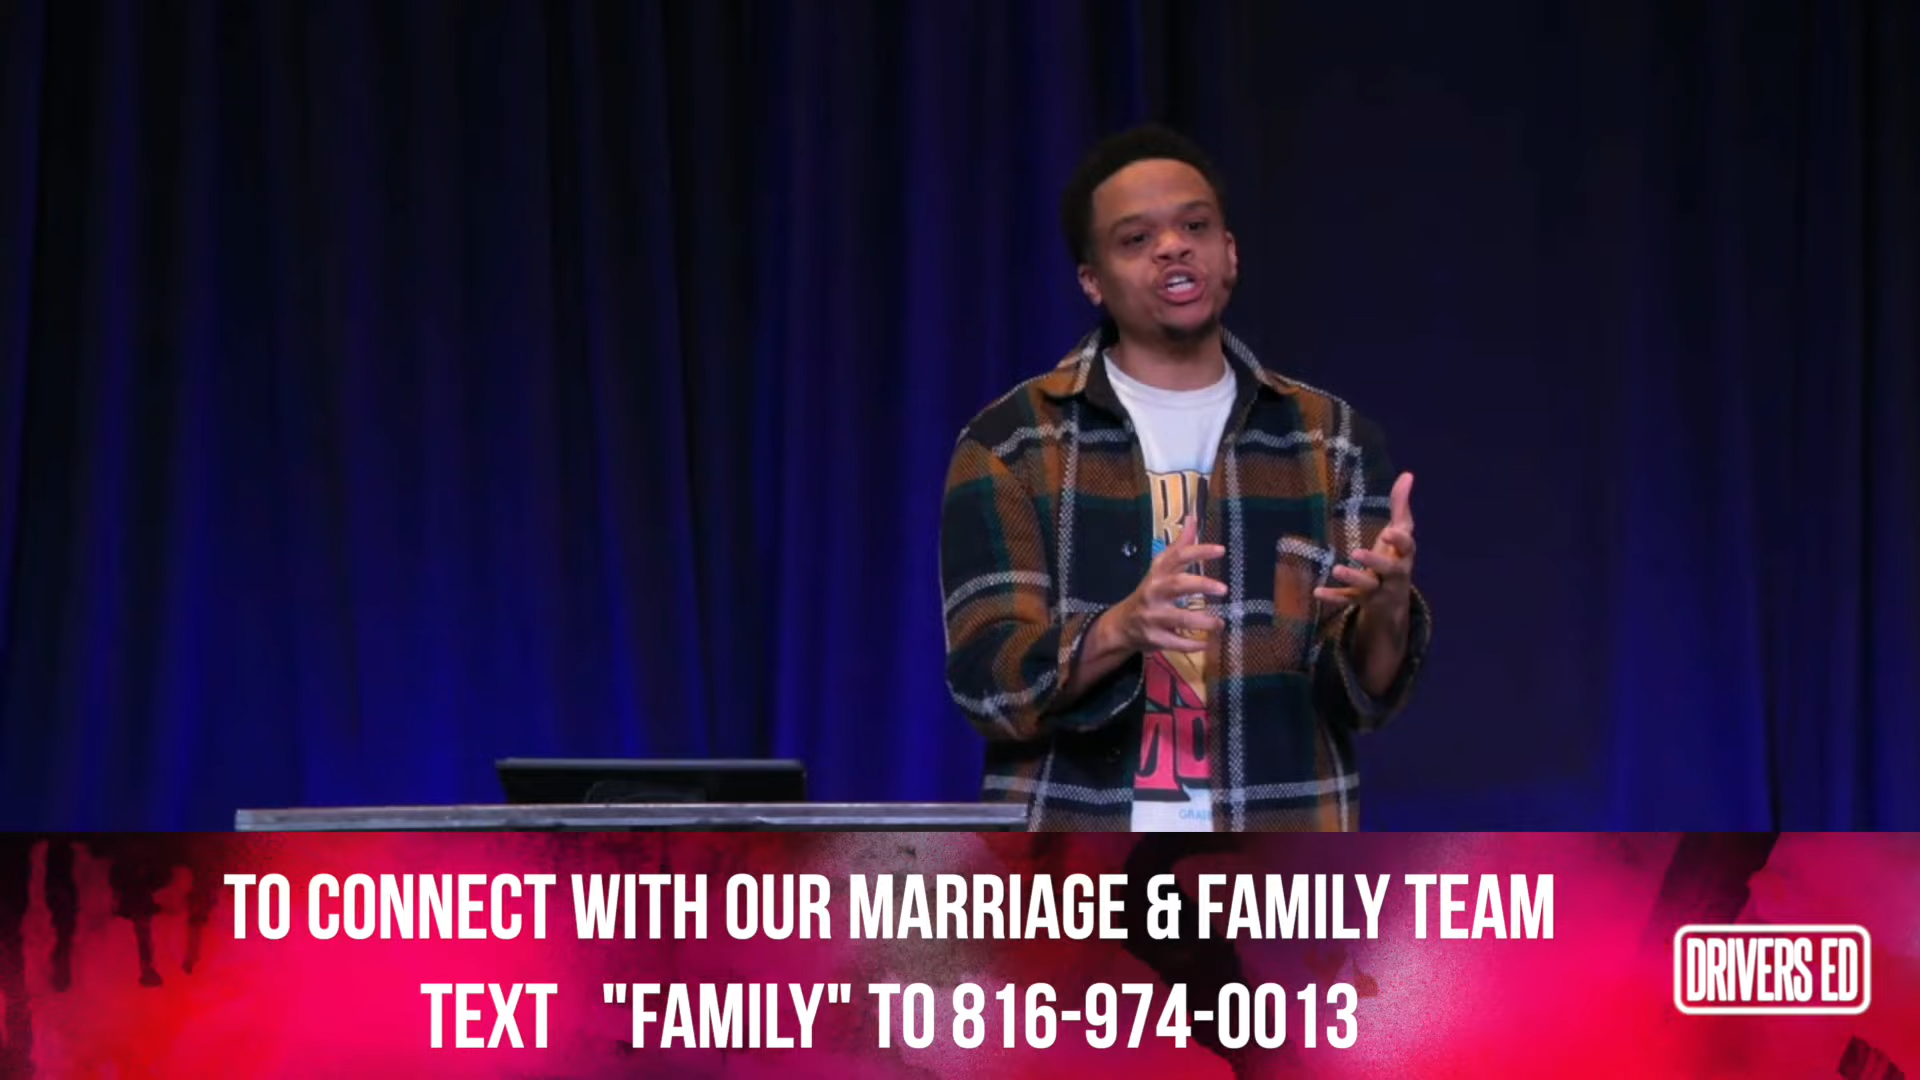 TO CONNECT WITH OUR MARRIAGE & FAMILY TEAM
TEXT "FAMILY" TO 816-974-0013
DRIVERS ED